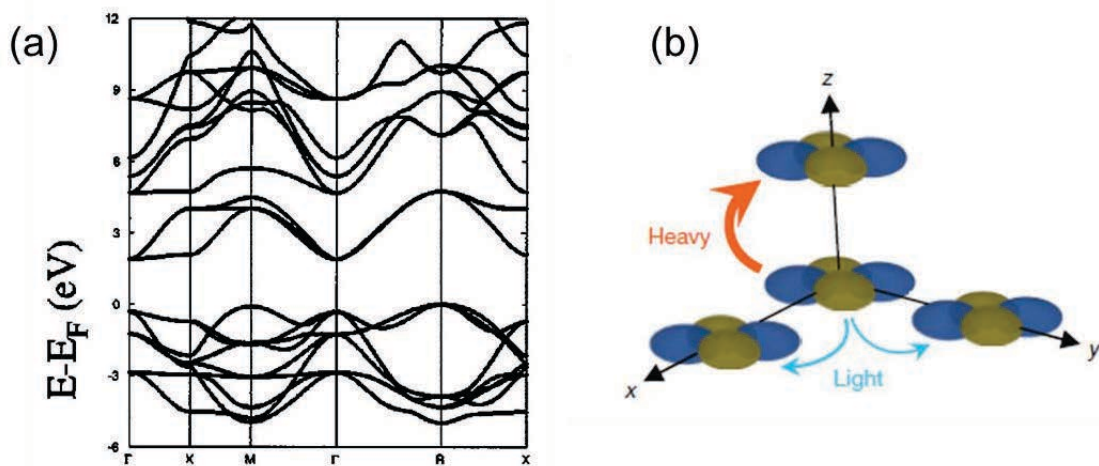 (a)
12
9
6
3
0
-3
-6
E-E_F (eV)
Γ X M Γ R X
(b)
z
Heavy
Light
x
y